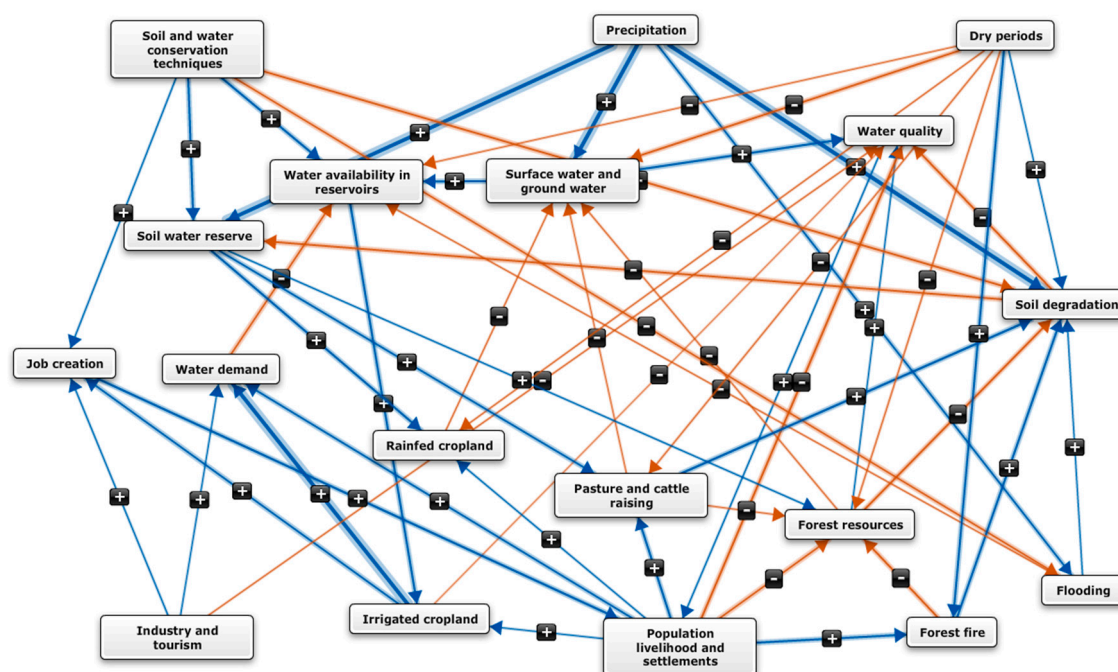 Soil and water
conservation
techniques
Precipitation
Dry periods
Water quality
Water availability in
reservoirs
Surface water and
ground water
Soil water reserve
Soil degradation
Job creation
Water demand
Rainfed cropland
Pasture and cattle
raising
Forest resources
Flooding
Irrigated cropland
Industry and
tourism
Population
livelihood and
settlements
Forest fire